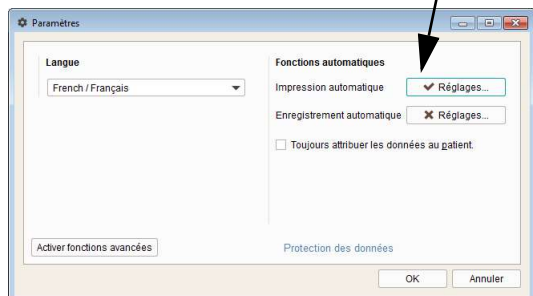 Paramètres
Langue
French / Français
Fonctions automatiques
Impression automatique
Réglages...
Enregistrement automatique
Réglages...
Toujours attribuer les données au patient.
Activer fonctions avancées
Protection des données
OK
Annuler